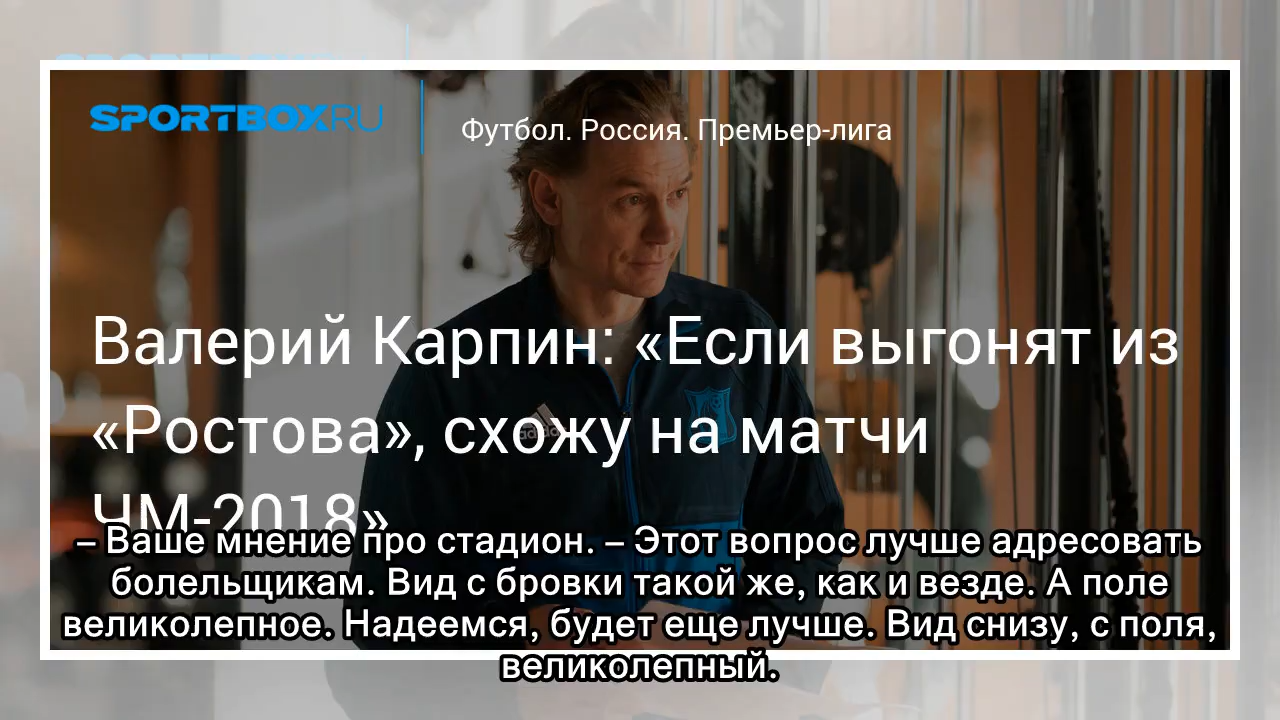 SPORTBOX.RU
Футбол. Россия. Премьер-лига
Валерий Карпин: «Если выгонят из
«Ростова», схожу на матчи
ЧМ-2018»
adidas
– Ваше мнение про стадион. – Этот вопрос лучше адресовать
болельщикам. Вид с бровки такой же, как и везде. А поле
великолепное. Надеемся, будет еще лучше. Вид снизу, с поля,
великолепный.